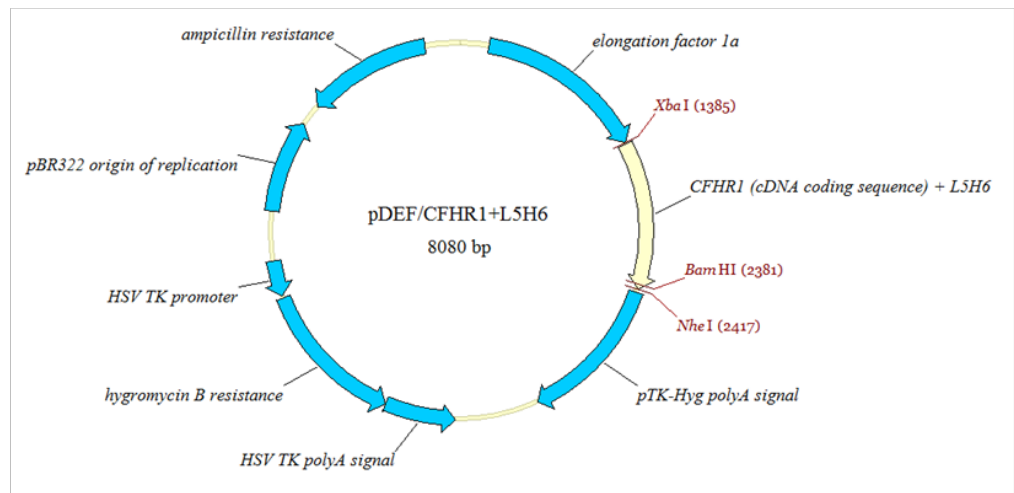 ampicillin resistance
elongation factor 1a
XbaI (1385)
pBR322 origin of replication
CFHR1 (cDNA coding sequence) + L5H6
pDEF/CFHR1+L5H6
8080 bp
BamHI (2381)
HSV TK promoter
NheI (2417)
hygromycin B resistance
pTK-Hyg polyA signal
HSV TK polyA signal